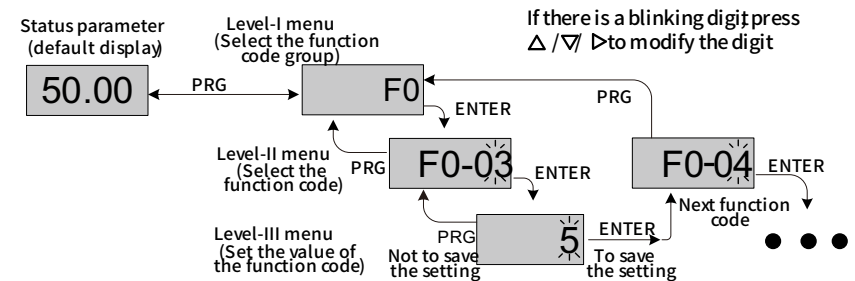 Status parameter
(default display)
50.00
PRG
Level-I menu
(Select the function
code group)
F0
ENTER
If there is a blinking digit, press
△ /▽/ ▷to modify the digit
PRG
Level-II menu
(Select the
function code)
PRG
F0-03
ENTER
F0-04
ENTER
Next function
code
Level-III menu
(Set the value of
the function code)
PRG
Not to save
the setting
5
ENTER
To save
the setting